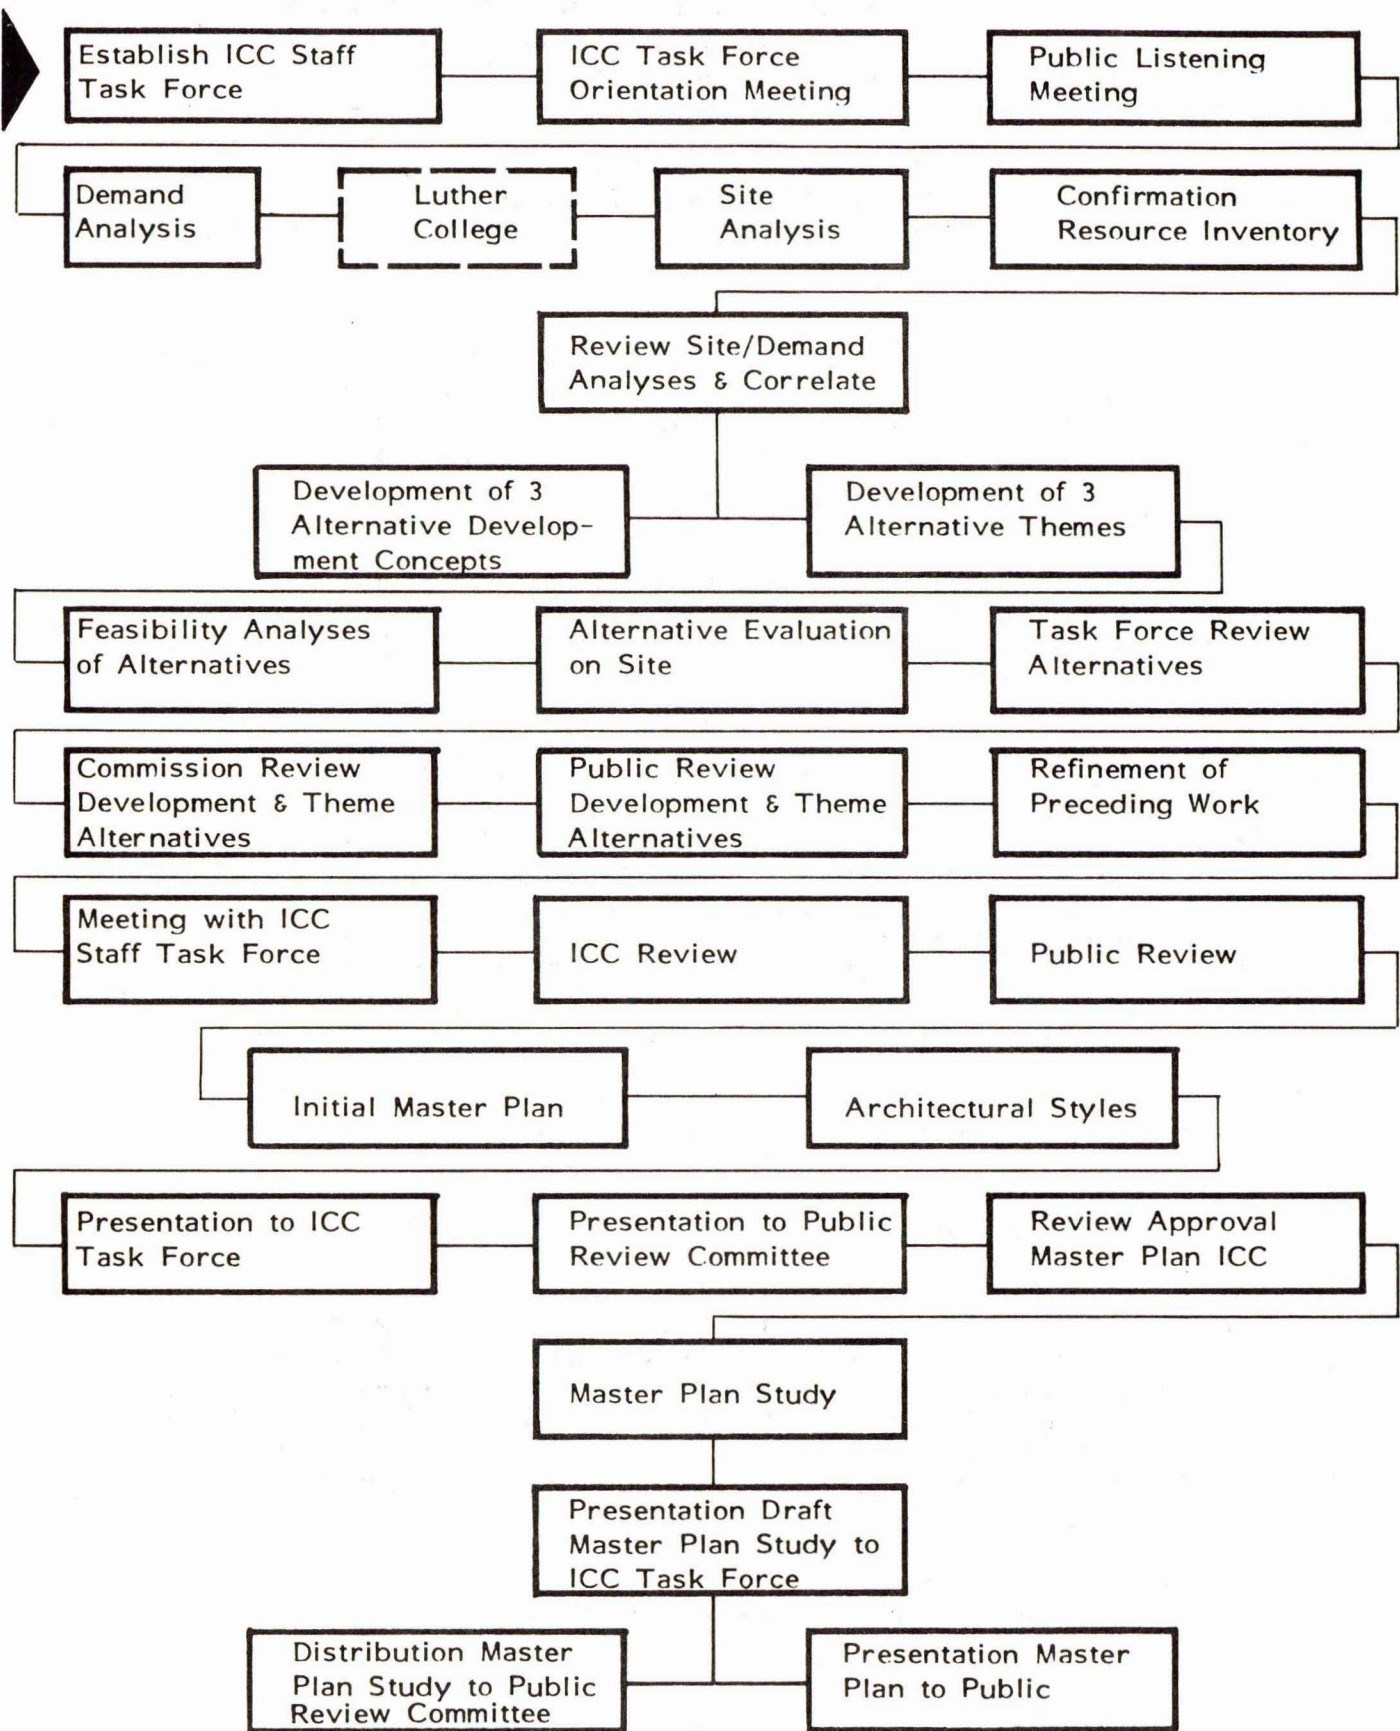 Establish ICC Staff
Task Force
ICC Task Force
Orientation Meeting
Public Listening
Meeting
Demand
Analysis
Luther
College
Site
Analysis
Confirmation
Resource Inventory
Review Site/Demand
Analyses & Correlate
Development of 3
Alternative Develop-
ment Concepts
Development of 3
Alternative Themes
Feasibility Analyses
of Alternatives
Alternative Evaluation
on Site
Task Force Review
Alternatives
Commission Review
Development & Theme
Alternatives
Public Review
Development & Theme
Alternatives
Refinement of
Preceding Work
Meeting with ICC
Staff Task Force
ICC Review
Public Review
Initial Master Plan
Architectural Styles
Presentation to ICC
Task Force
Presentation to Public
Review Committee
Review Approval
Master Plan ICC
Master Plan Study
Presentation Draft
Master Plan Study to
ICC Task Force
Distribution Master
Plan Study to Public
Review Committee
Presentation Master
Plan to Public